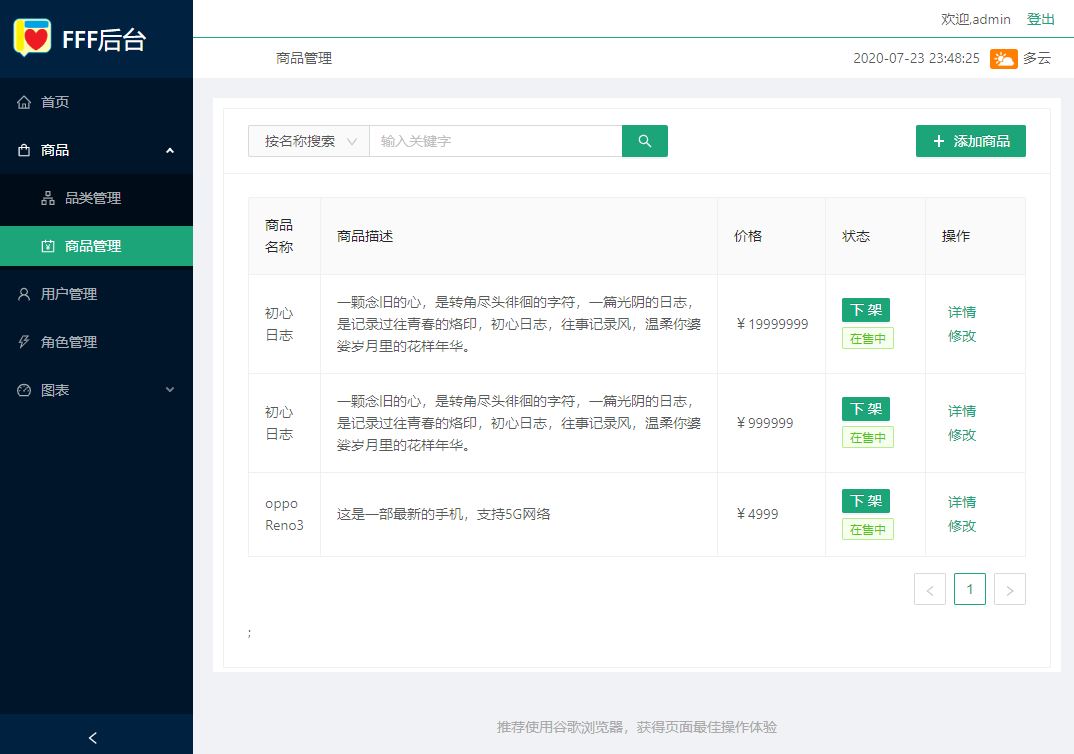 FFF后台
欢迎,admin 登出
商品管理
2020-07-23 23:48:25 多云
首页
商品
品类管理
商品管理
用户管理
角色管理
图表
按名称搜索 输入关键字
+ 添加商品
商品
名称
商品描述
价格
状态
操作
初心
日志
一颗念旧的心，是转角尽头徘徊的字符，一篇光阴的日志，
是记录过往青春的烙印，初心日志，往事记录风，温柔你婆
娑岁月里的花样年华。
￥19999999
下 架
在售中
详情
修改
初心
日志
一颗念旧的心，是转角尽头徘徊的字符，一篇光阴的日志，
是记录过往青春的烙印，初心日志，往事记录风，温柔你婆
娑岁月里的花样年华。
￥999999
下 架
在售中
详情
修改
oppo
Reno3
这是一部最新的手机，支持5G网络
￥4999
下 架
在售中
详情
修改
< 1 >
;
推荐使用谷歌浏览器，获得页面最佳操作体验